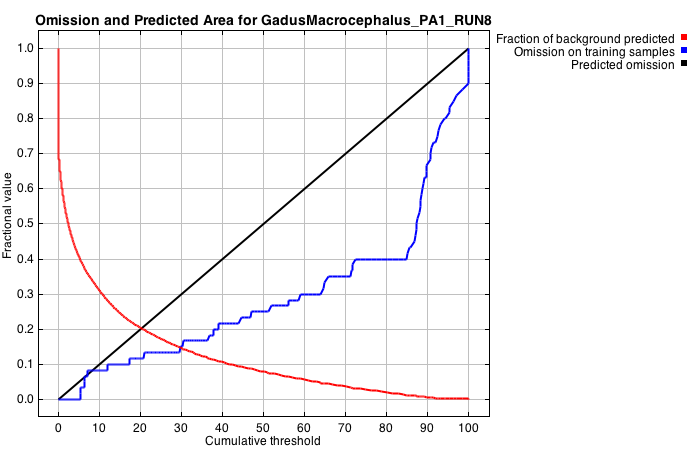 Omission and Predicted Area for GadusMacrocephalus_PA1_RUN8
Fraction of background predicted
Omission on training samples
Predicted omission
Fractional value
1.0
0.9
0.8
0.7
0.6
0.5
0.4
0.3
0.2
0.1
0.0
0 10 20 30 40 50 60 70 80 90 100
Cumulative threshold